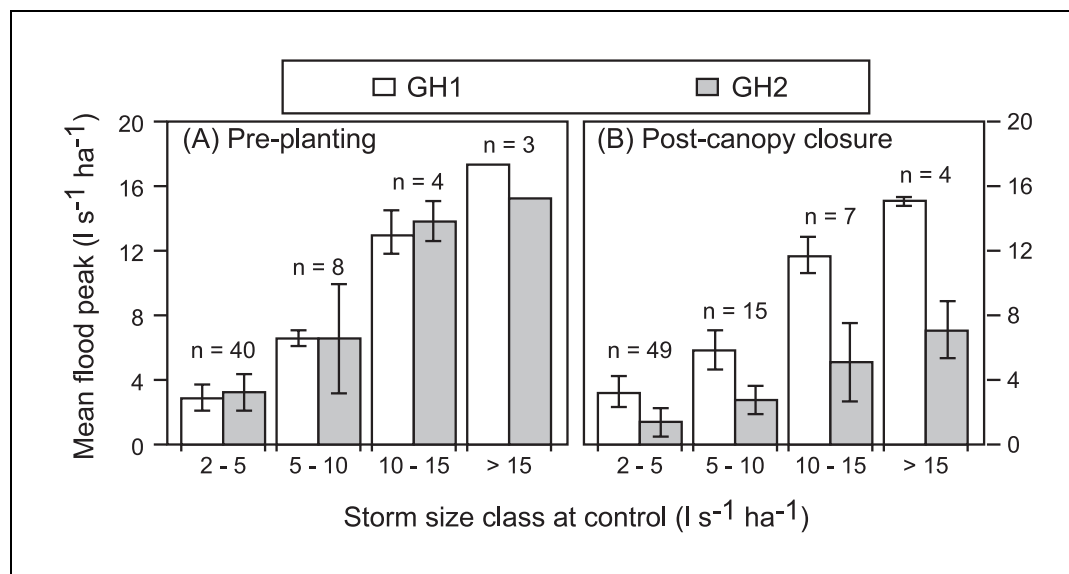 GH1 GH2
(A) Pre-planting
(B) Post-canopy closure
Mean flood peak (l s⁻¹ ha⁻¹)
20
16
12
8
4
0
n = 40
n = 8
n = 4
n = 3
2 - 5 5 - 10 10 - 15 > 15
n = 49
n = 15
n = 7
n = 4
2 - 5 5 - 10 10 - 15 > 15
20
16
12
8
4
0
Storm size class at control (l s⁻¹ ha⁻¹)